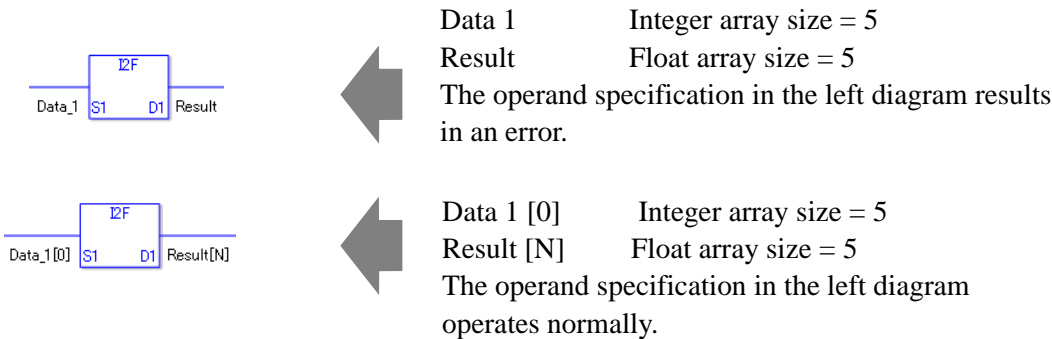 Data 1 Integer array size = 5
I2F
Result Float array size = 5
Data_1 S1 D1 Result
The operand specification in the left diagram results
in an error.
Data 1 [0] Integer array size = 5
I2F
Result [N] Float array size = 5
Data_1[0] S1 D1 Result[N]
The operand specification in the left diagram
operates normally.